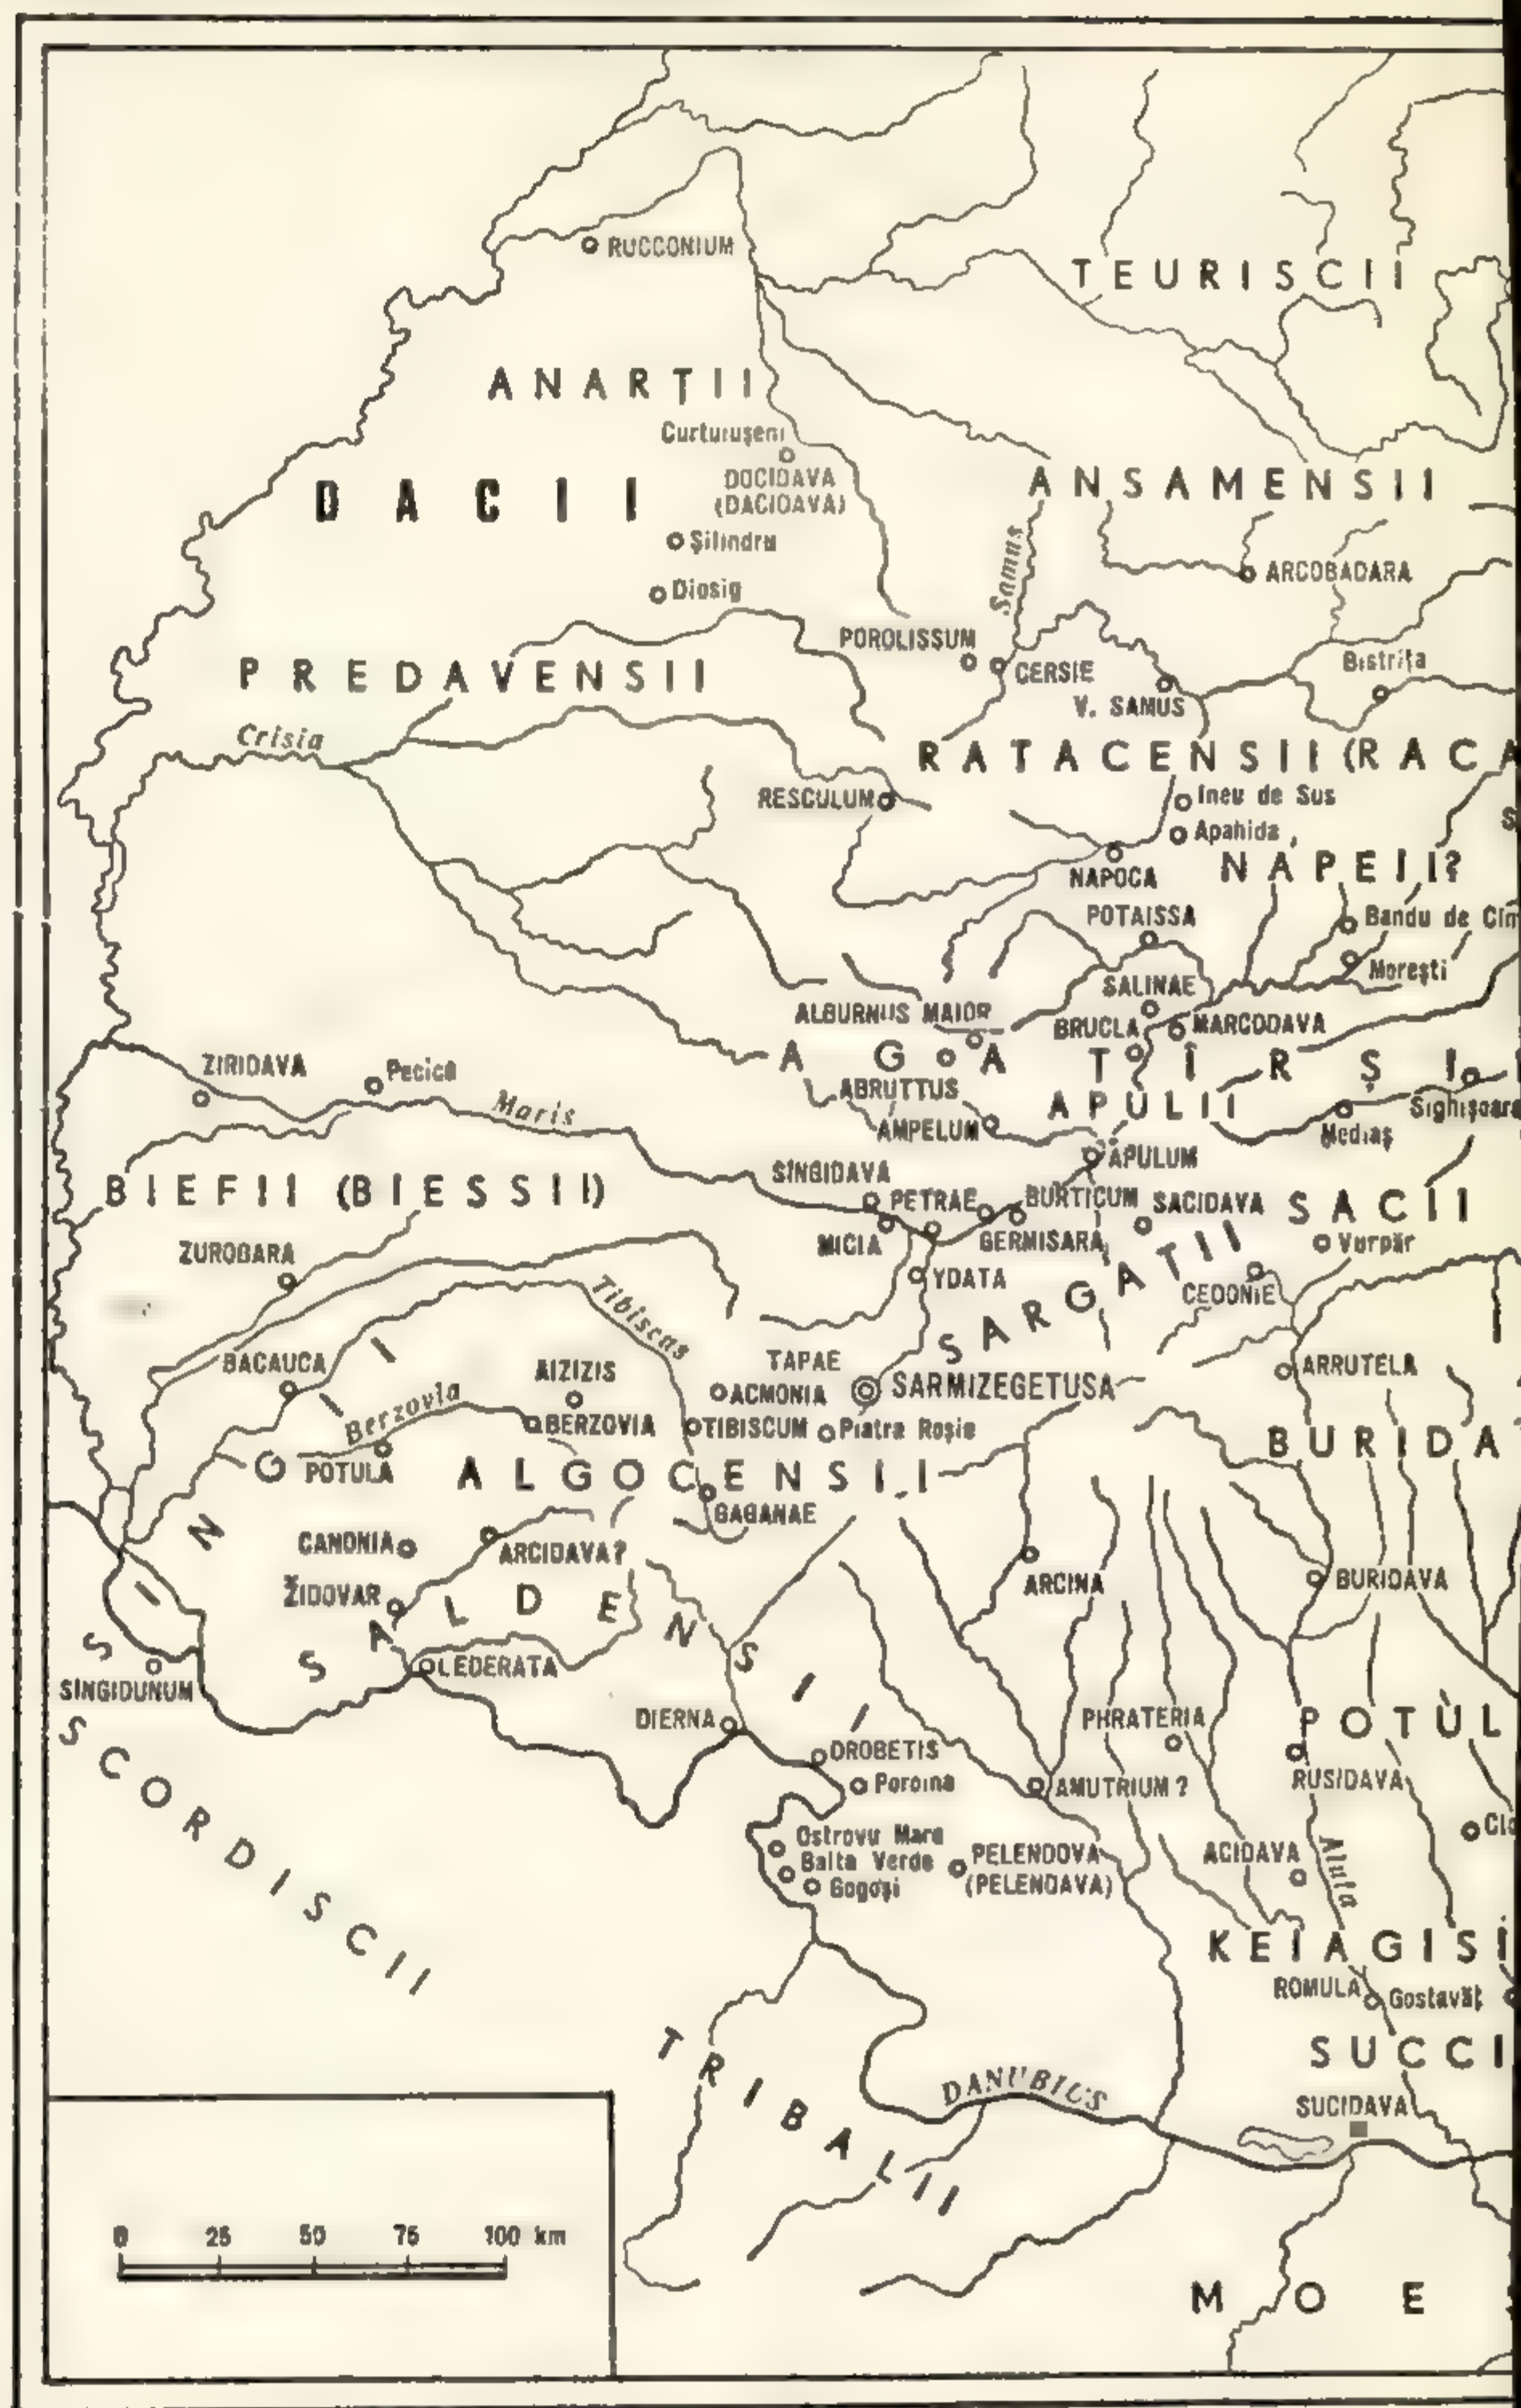 RUCCONIUM
TEURISCII
ANARȚII
Curtuiușeni
DOCIDAVA
(DACIDAVA)
DACII
ANSAMENSII
Șilindru
Samus
ARCOBADARA
Diosig
POROLISSUM
CERSIE
Bistrița
PREDAVENSII
V. SAMUS
Crisia
RATACENSII (RACA
RESCULUM
Ineu de Sus
Apahida
NAPEII?
NAPOCA
POTAISSA
Bandu de Cîm
Morești
SALINAE
ALBURNUS MAIOR
BRUCLA
MARCODAVA
AGATÎRȘI
ZIRIDAVA
Pecica
Maris
ABRUTTUS
APULII
AMPELUM
Mediaș
Sighișoara
APULUM
SINGIDAVA
BIEFII (BIESSII)
PETRAE
BURTICUM
SACIDAVA
SACII
MICIA
GERMISARA
Vurpăr
ZUROBARA
YDATA
SARGATII
CEDONIE
Tibiscus
TAPAE
BACAUCA
AIZIZIS
ACMONIA
SARMIZEGETUSA
ARRUTELA
Berzovia
BERZOVIA
TIBISCUM
Piatra Roșie
BURIDA
POTULA
ALGOCENSII
GAGANAE
CANONIA
ARCIDAVA?
ARCINA
BURIDAVA
ŽIDOVAR
SALDENSII
SINGII
LEDERATA
SINGIDUNUM
DIERNA
PHRATERIA
POTUL
SCORDISCII
DROBETIS
Poroina
AMUTRIUM ?
RUSIDAVA
Ostrovu Mare
Balta Verde
Gogoși
PELENDOVA
(PELENDAVA)
ACIDAVA
Aluta
KEIAGISI
ROMULA
Gostavăț
SUCCI
TRIBALII
DANUBIUS
SUCIDAVA
0 25 50 75 100 km
MOE